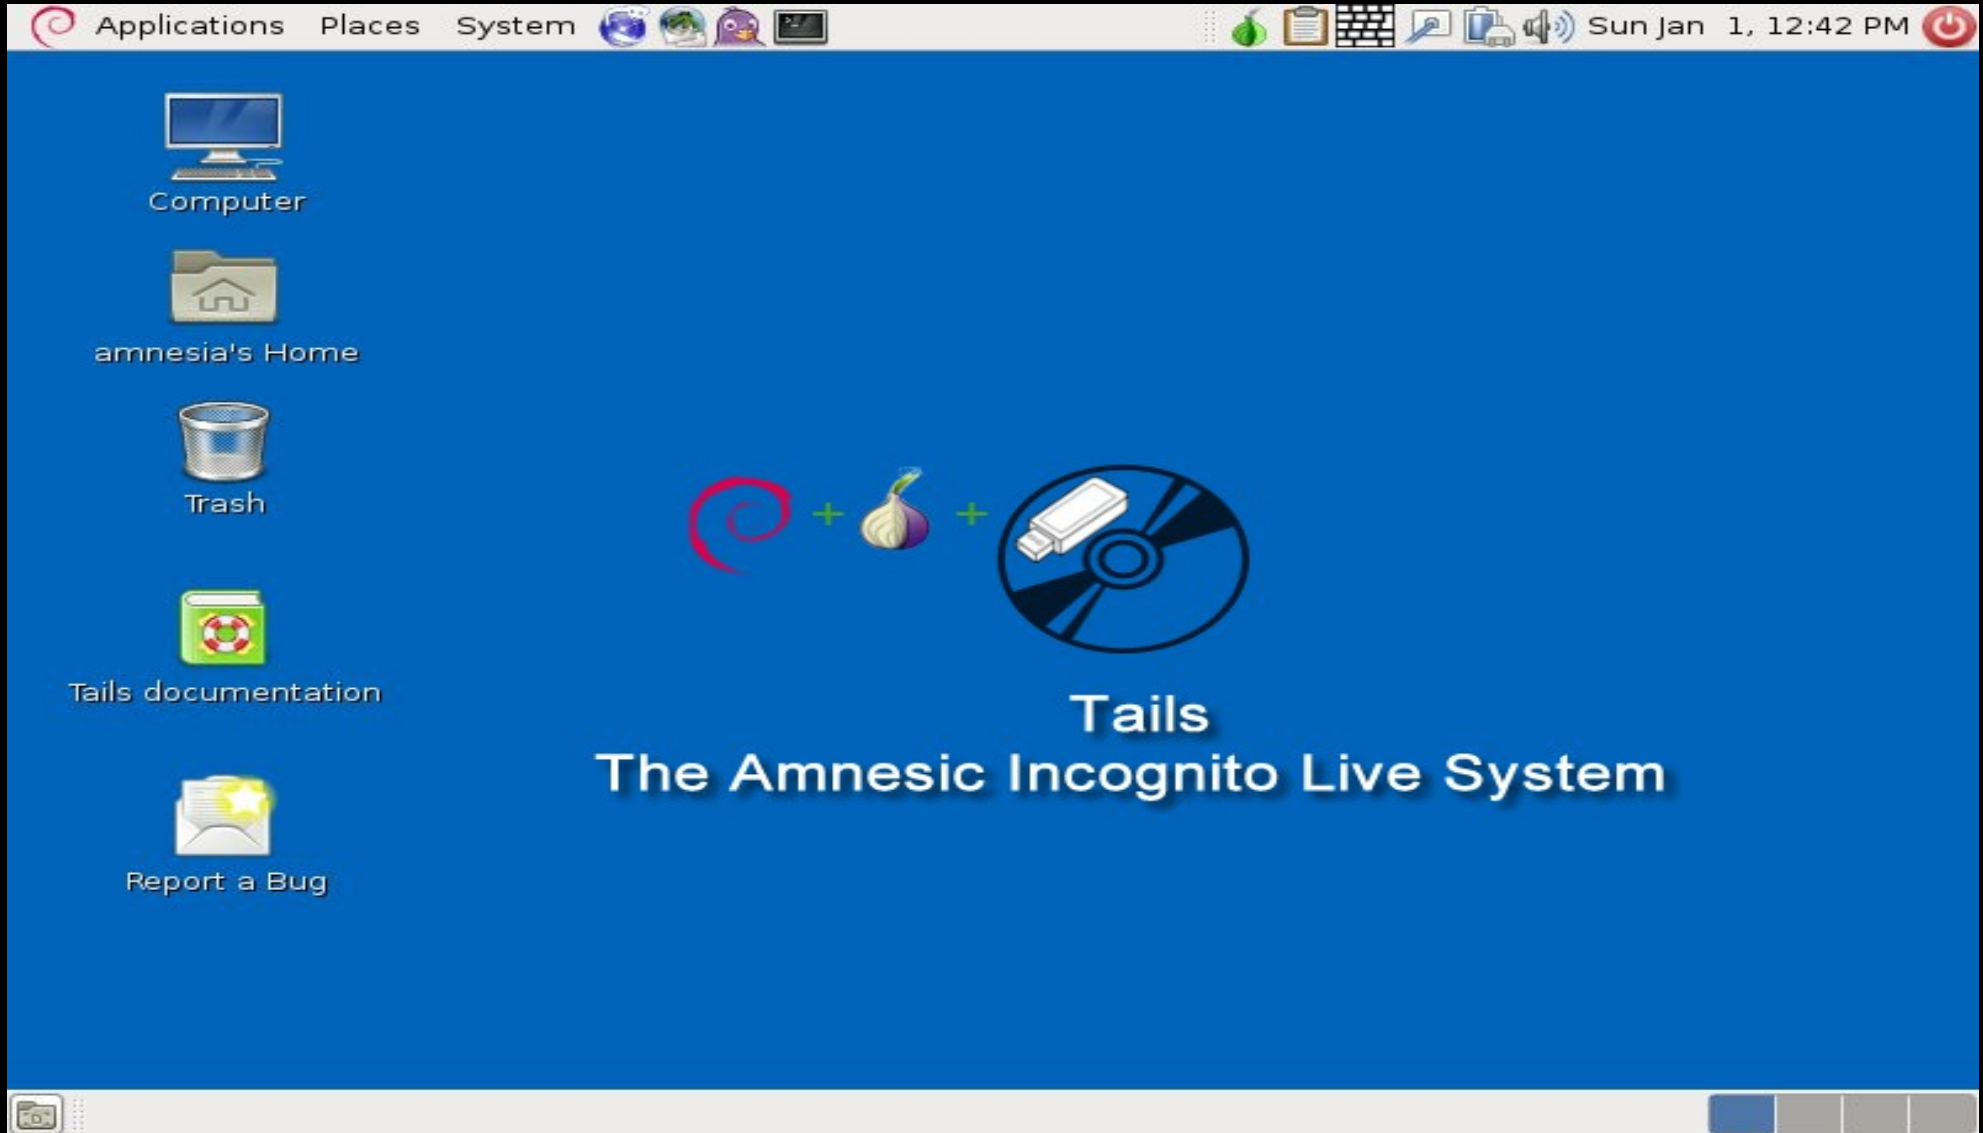 Applications Places System Sun Jan 1, 12:42 PM
Computer
amnesia's Home
Trash
Tails documentation
Report a Bug
Tails
The Amnesic Incognito Live System